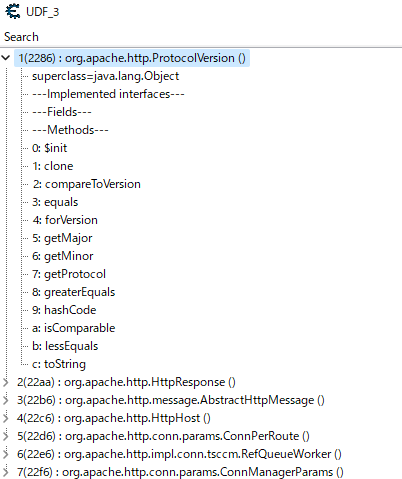 UDF_3
Search
1(2286) : org.apache.http.ProtocolVersion ()
superclass=java.lang.Object
---Implemented interfaces---
---Fields---
---Methods---
0: $init
1: clone
2: compareToVersion
3: equals
4: forVersion
5: getMajor
6: getMinor
7: getProtocol
8: greaterEquals
9: hashCode
a: isComparable
b: lessEquals
c: toString
2(22aa) : org.apache.http.HttpResponse ()
3(22b6) : org.apache.http.message.AbstractHttpMessage ()
4(22c6) : org.apache.http.HttpHost ()
5(22d6) : org.apache.http.conn.params.ConnPerRoute ()
6(22e6) : org.apache.http.impl.conn.tsccm.RefQueueWorker ()
7(22f6) : org.apache.http.conn.params.ConnManagerParams ()